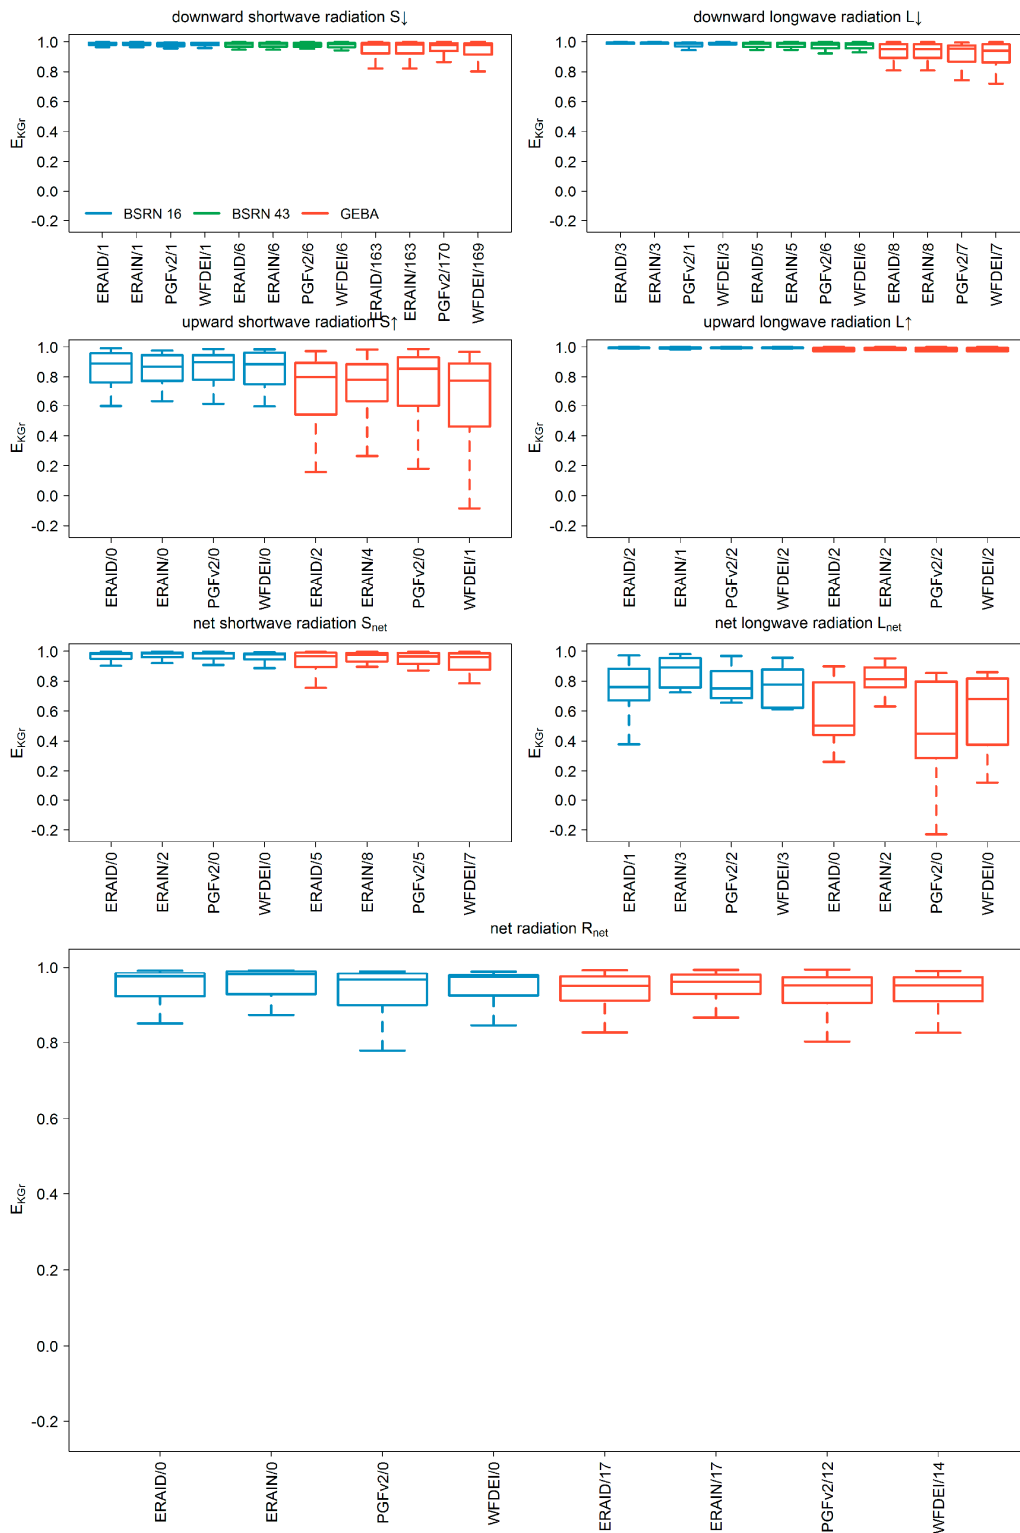 downward shortwave radiation S↓
1.0
0.8
0.6
0.4
0.2
0.0
-0.2
E_KGr
BSRN 16 BSRN 43 GEBA
ERAID/1
ERAIN/1
PGFv2/1
WFDEI/1
ERAID/6
ERAIN/6
PGFv2/6
WFDEI/6
ERAID/163
ERAIN/163
PGFv2/170
WFDEI/169
downward longwave radiation L↓
1.0
0.8
0.6
0.4
0.2
0.0
-0.2
E_KGr
ERAID/3
ERAIN/3
PGFv2/1
WFDEI/3
ERAID/5
ERAIN/5
PGFv2/6
WFDEI/6
ERAID/8
ERAIN/8
PGFv2/7
WFDEI/7
upward shortwave radiation S↑
1.0
0.8
0.6
0.4
0.2
0.0
-0.2
E_KGr
ERAID/0
ERAIN/0
PGFv2/0
WFDEI/0
ERAID/2
ERAIN/4
PGFv2/0
WFDEI/1
upward longwave radiation L↑
1.0
0.8
0.6
0.4
0.2
0.0
-0.2
E_KGr
ERAID/2
ERAIN/1
PGFv2/2
WFDEI/2
ERAID/2
ERAIN/2
PGFv2/2
WFDEI/2
net shortwave radiation S_net
1.0
0.8
0.6
0.4
0.2
0.0
-0.2
E_KGr
ERAID/0
ERAIN/2
PGFv2/0
WFDEI/0
ERAID/5
ERAIN/8
PGFv2/5
WFDEI/7
net longwave radiation L_net
1.0
0.8
0.6
0.4
0.2
0.0
-0.2
E_KGr
ERAID/1
ERAIN/3
PGFv2/2
WFDEI/3
ERAID/0
ERAIN/2
PGFv2/0
WFDEI/0
net radiation R_net
1.0
0.8
0.6
0.4
0.2
0.0
-0.2
E_KGr
ERAID/0
ERAIN/0
PGFv2/0
WFDEI/0
ERAID/17
ERAIN/17
PGFv2/12
WFDEI/14